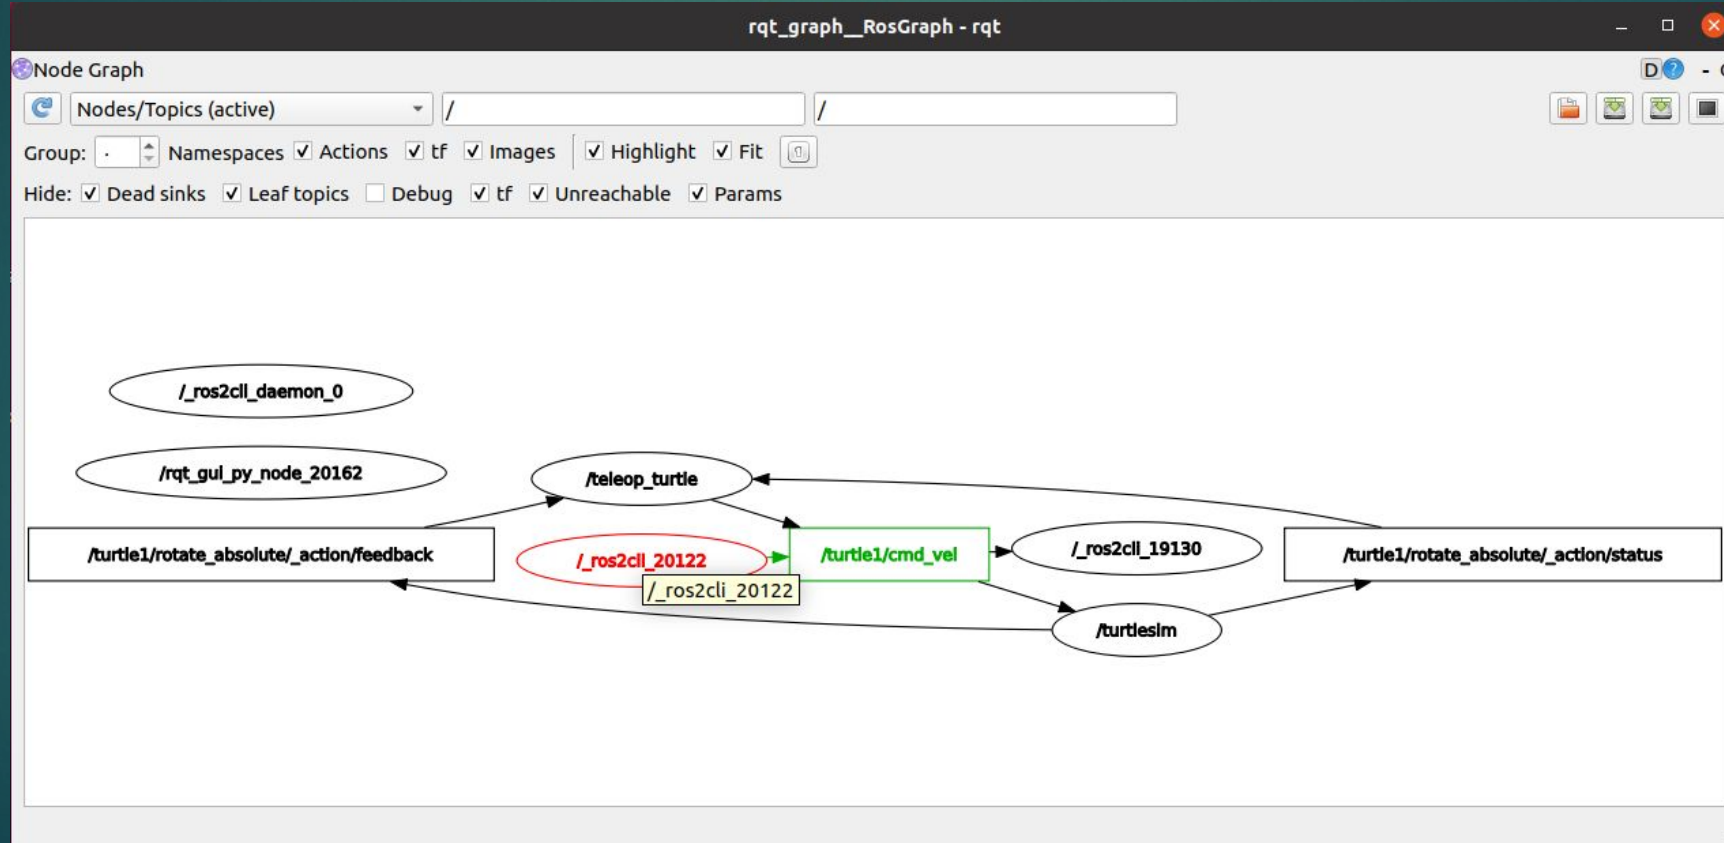 rqt_graph__RosGraph - rqt
Node Graph
D ? -
Nodes/Topics (active) / /
Group: . Namespaces Actions tf Images Highlight Fit
Hide: Dead sinks Leaf topics Debug tf Unreachable Params
/_ros2cli_daemon_0
/rqt_gui_py_node_20162
/teleop_turtle
/turtle1/rotate_absolute/_action/feedback
/_ros2cli_20122
/turtle1/cmd_vel
/_ros2cli_19130
/turtle1/rotate_absolute/_action/status
/_ros2cli_20122
/turtlesim